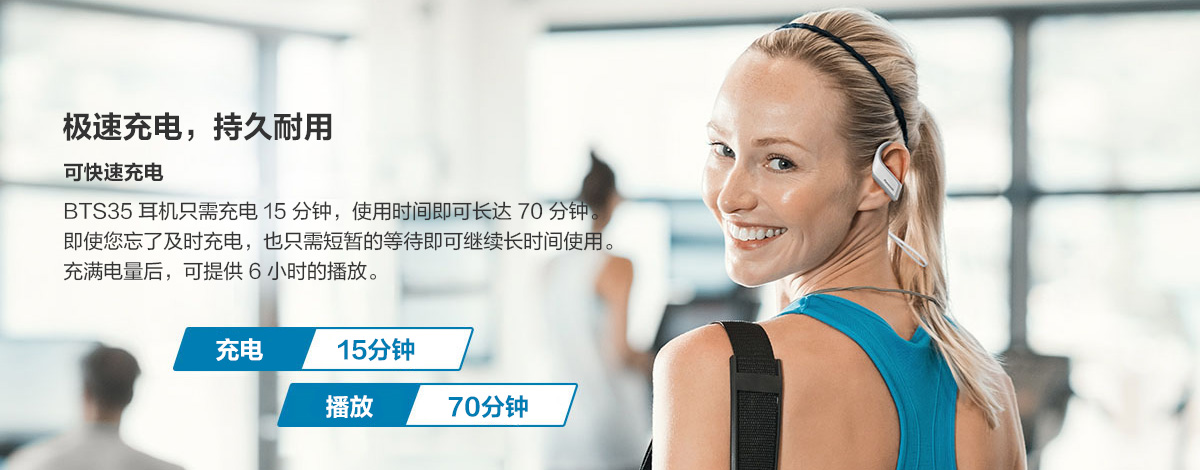 极速充电，持久耐用
可快速充电
BTS35 耳机只需充电 15 分钟，使用时间即可长达 70 分钟。
即使您忘了及时充电，也只需短暂的等待即可继续长时间使用。
充满电量后，可提供 6 小时的播放。
充电 15分钟
播放 70分钟